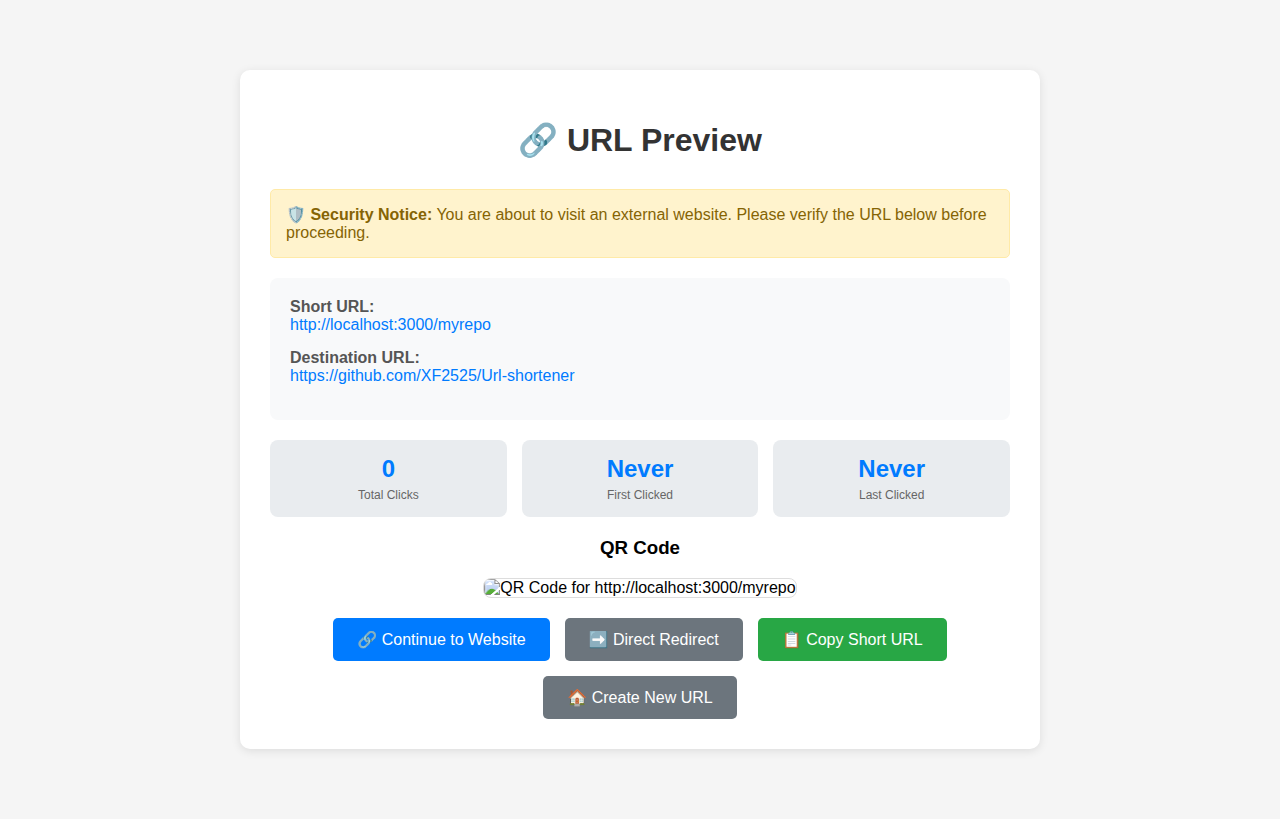 🔗 URL Preview
🛡️ Security Notice: You are about to visit an external website. Please verify the URL below before
proceeding.
Short URL:
http://localhost:3000/myrepo
Destination URL:
https://github.com/XF2525/Url-shortener
0 Never Never
Total Clicks First Clicked Last Clicked
QR Code
QR Code for http://localhost:3000/myrepo
🔗 Continue to Website ➡️ Direct Redirect 📋 Copy Short URL
🏠 Create New URL